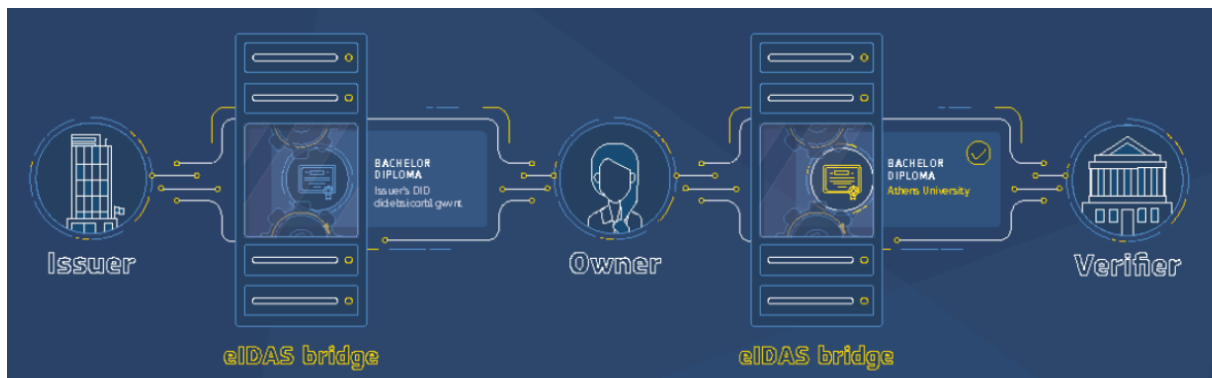 Issuer
eIDAS bridge
BACHELOR
DIPLOMA
Issuer's DID
Owner
eIDAS bridge
BACHELOR
DIPLOMA
Athens University
Verifier